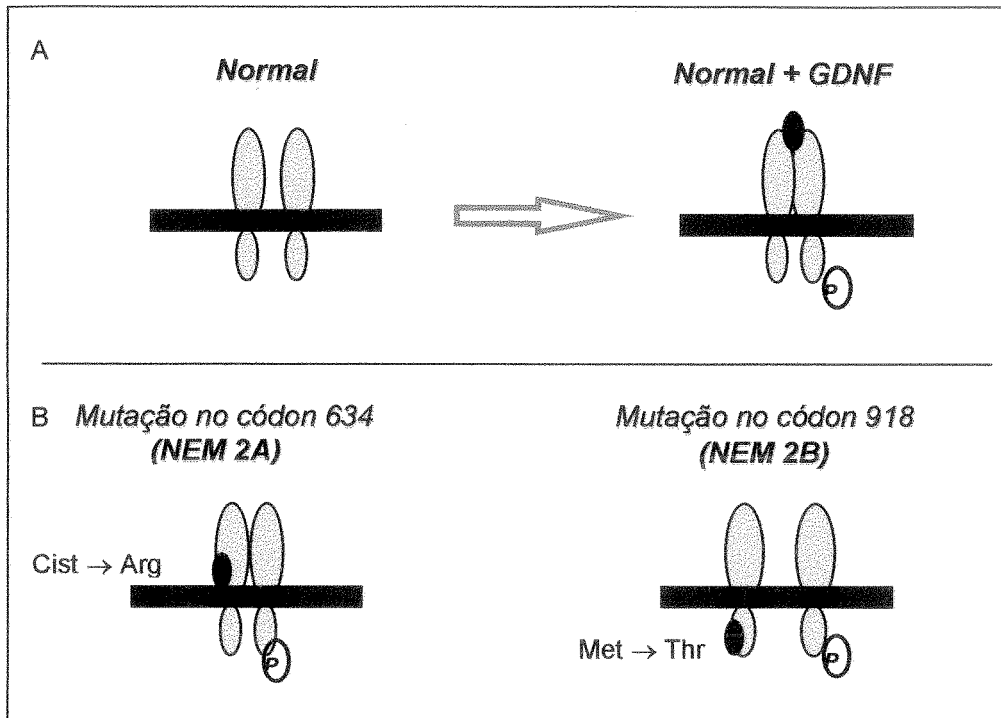 A
Normal
Normal + GDNF
P
B
Mutação no códon 634
(NEM 2A)
Mutação no códon 918
(NEM 2B)
Cist → Arg
P
Met → Thr
P